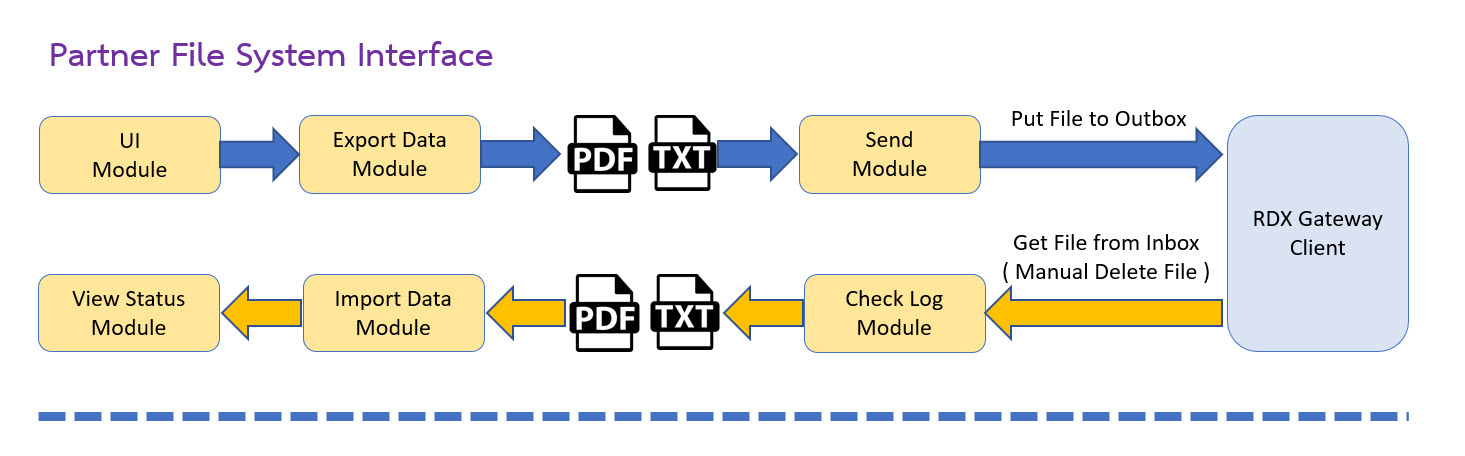 Partner File System Interface
UI
Module
Export Data
Module
PDF
TXT
Send
Module
Put File to Outbox
RDX Gateway
Client
Get File from Inbox
( Manual Delete File )
View Status
Module
Import Data
Module
PDF
TXT
Check Log
Module